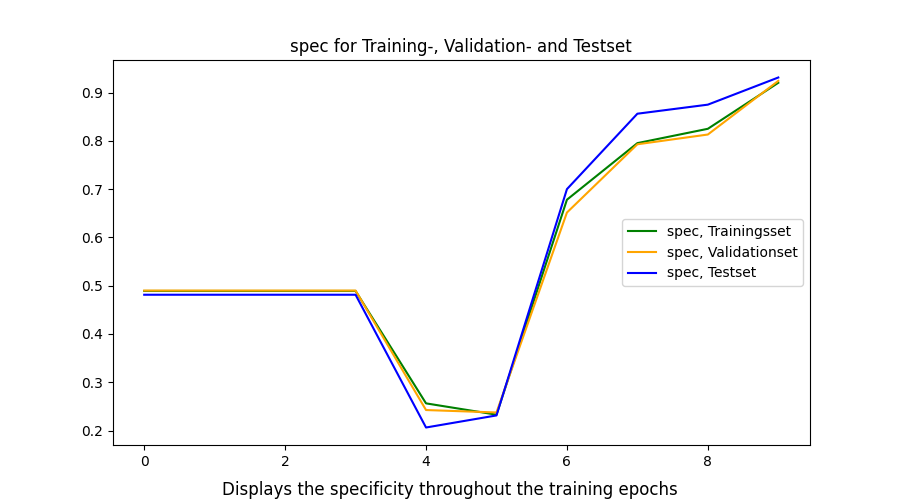 spec for Training-, Validation- and Testset
0.9
0.8
0.7
0.6
0.5
0.4
0.3
0.2
spec, Trainingsset
spec, Validationset
spec, Testset
0 2 4 6 8
Displays the specificity throughout the training epochs